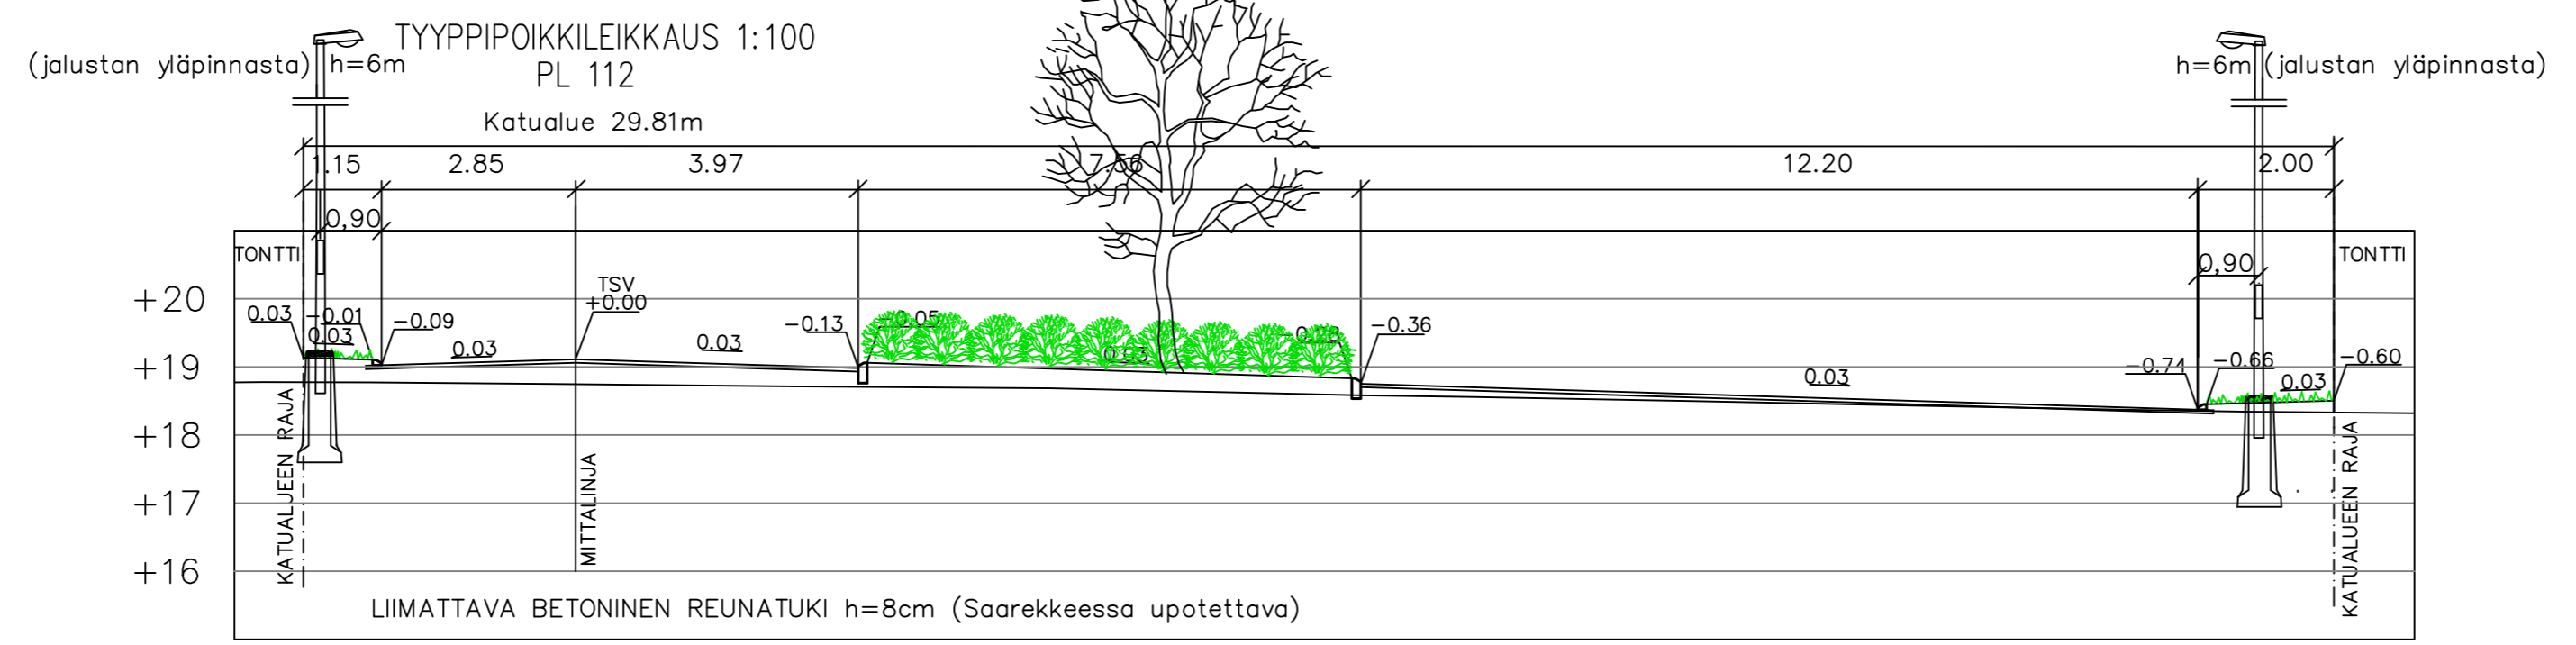 TYYPPIPOIKKILEIKKAUS 1:100
(jalustan yläpinnasta) h=6m
h=6m (jalustan yläpinnasta)
PL 112
Katualue 29.81m
1.15 2.85 3.97 7.56 12.20 2.00
0,90
0,90
TONTTI
TONTTI
TSV
+0.00
+20
0.03 -0.01 -0.09 -0.13 -0.05 -0.36
0.03 0.03 0.03 0.03
+19
-0.74 -0.66 -0.60
0.03 0.03
+18
+17
+16
KATUALUEEN RAJA
MITTALINJA
KATUALUEEN RAJA
LIIMATTAVA BETONINEN REUNATUKI h=8cm (Saarekkeessa upotettava)